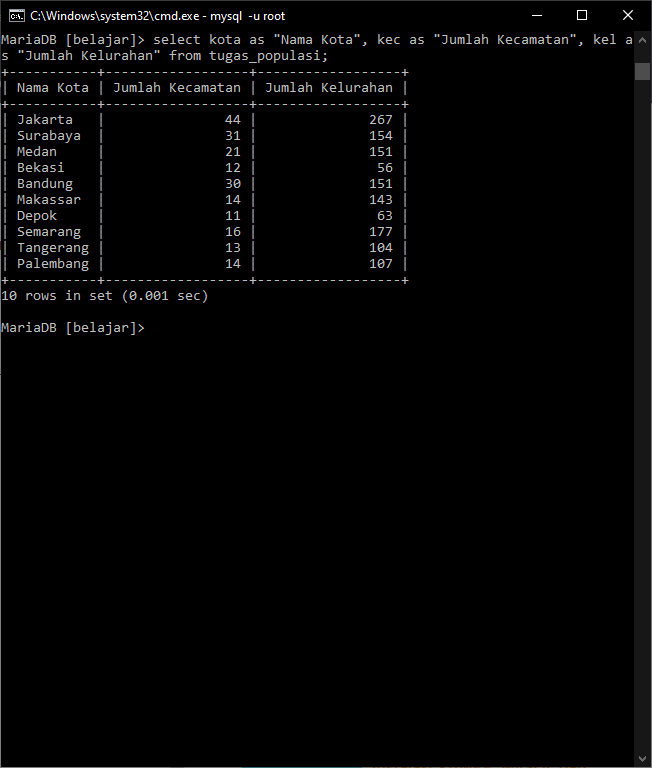 C:\Windows\system32\cmd.exe - mysql  -u root
MariaDB [belajar]> select kota as "Nama Kota", kec as "Jumlah Kecamatan", kel a
s "Jumlah Kelurahan" from tugas_populasi;
+-----------+------------------+------------------+
| Nama Kota | Jumlah Kecamatan | Jumlah Kelurahan |
+-----------+------------------+------------------+
| Jakarta   |               44 |              267 |
| Surabaya  |               31 |              154 |
| Medan     |               21 |              151 |
| Bekasi    |               12 |               56 |
| Bandung   |               30 |              151 |
| Makassar  |               14 |              143 |
| Depok     |               11 |               63 |
| Semarang  |               16 |              177 |
| Tangerang |               13 |              104 |
| Palembang |               14 |              107 |
+-----------+------------------+------------------+
10 rows in set (0.001 sec)
MariaDB [belajar]>